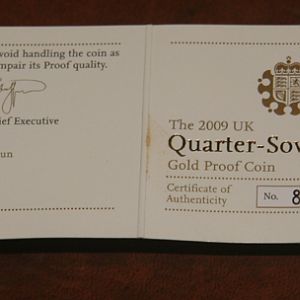 void handling the coin as
mpair its Proof quality.
ief Executive
un
The 2009 UK
Quarter-Sov
Gold Proof Coin
Certificate of
Authenticity
No. 8